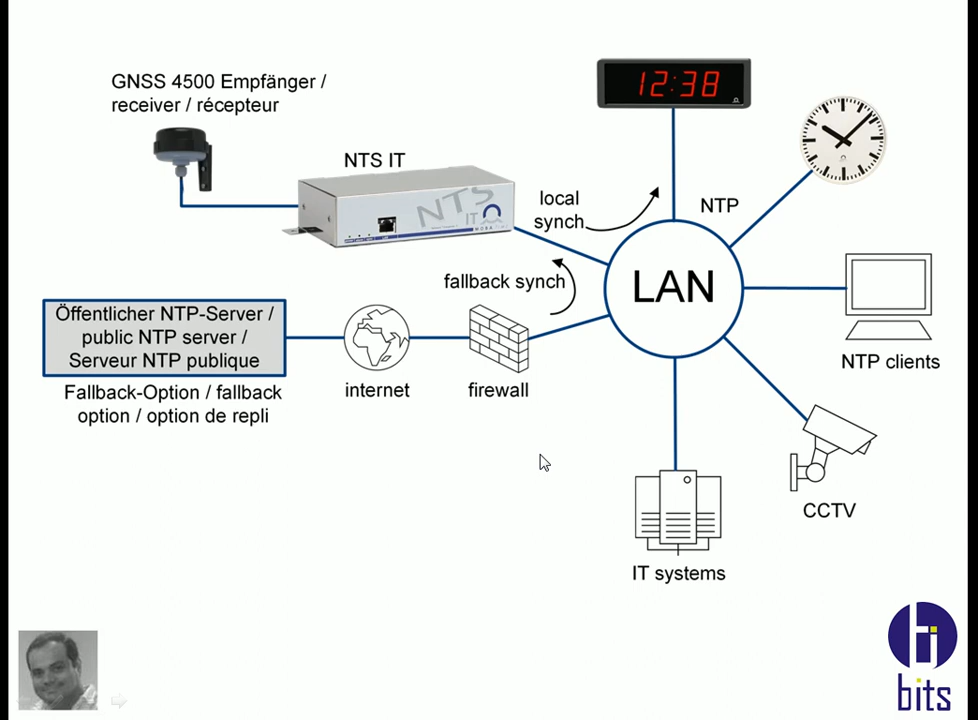 GNSS 4500 Empfänger /
receiver / récepteur
NTS IT
NTS
IT
12:38
local
synch
NTP
fallback synch
LAN
Öffentlicher NTP-Server /
public NTP server /
Serveur NTP publique
Fallback-Option / fallback
option / option de repli
internet
firewall
NTP clients
CCTV
IT systems
bits